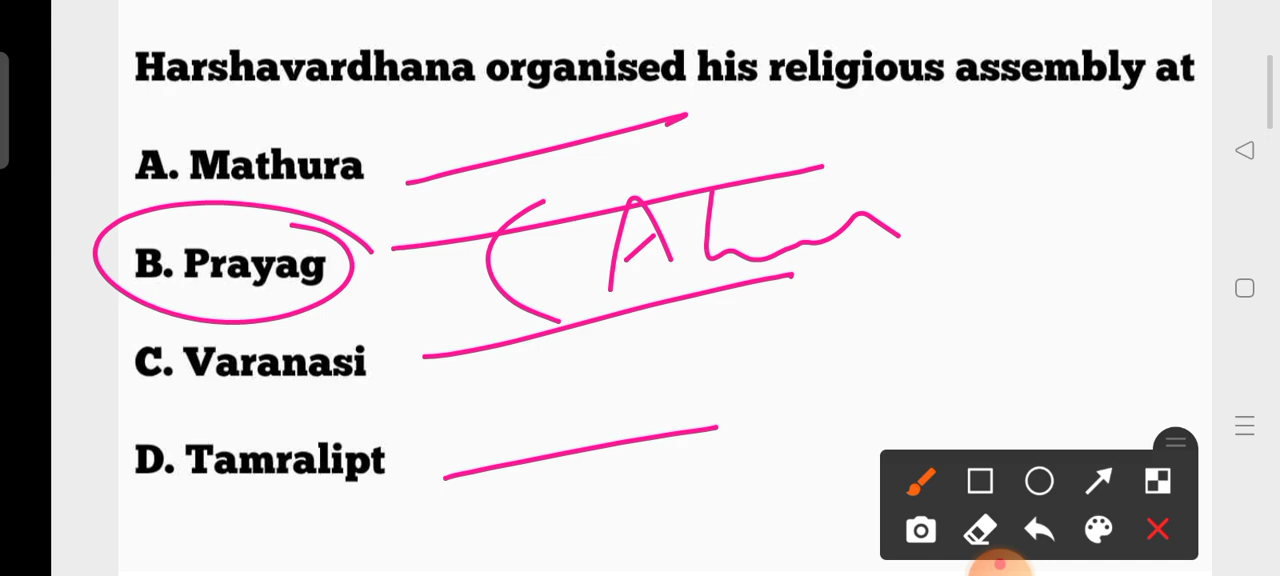 Harshavardhana organised his religious assembly at
A. Mathura
B. Prayag
C. Varanasi
D. Tamralipt